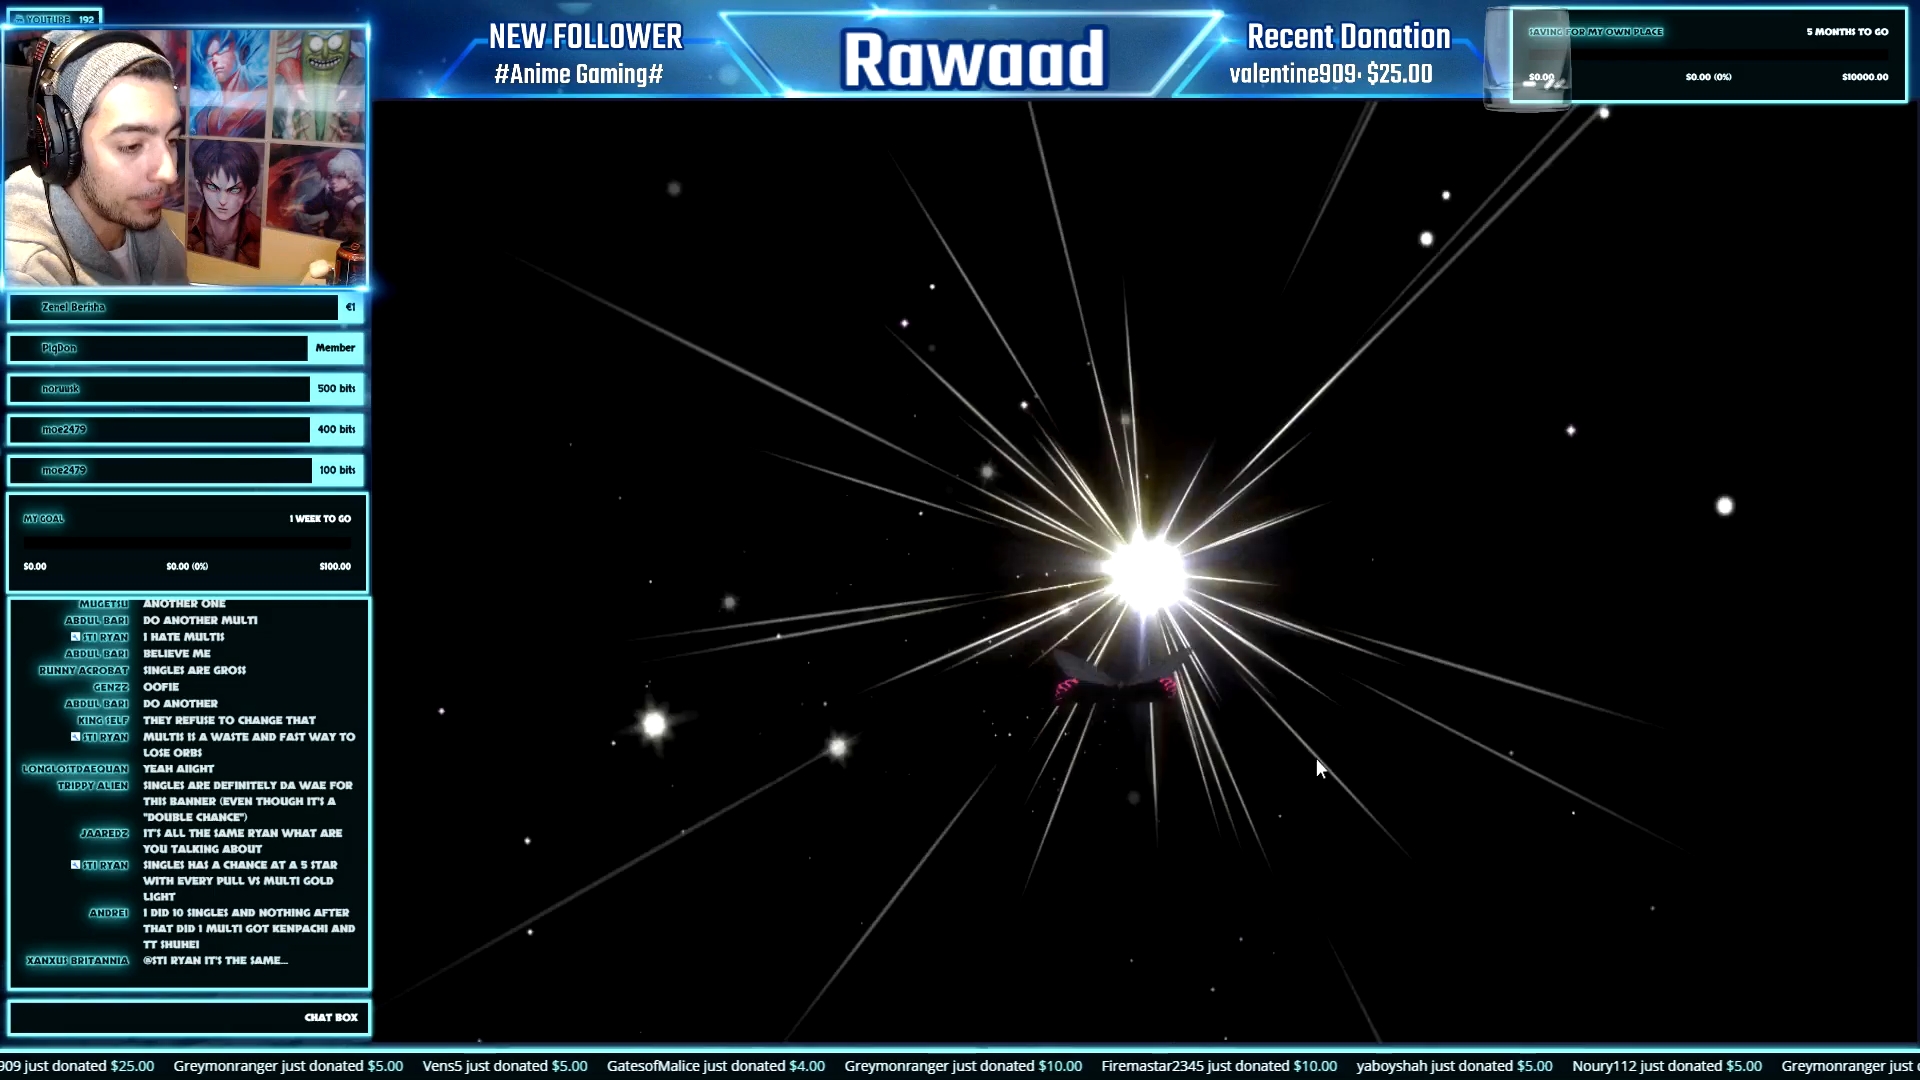 YOUTUBE 192
NEW FOLLOWER
#Anime Gaming#
Rawaad
Recent Donation
valentine909: $25.00
SAVING FOR MY OWN PLACE 5 MONTHS TO GO
$0.00 $0.00 (0%) $10000.00
Zenel Berisha €1
PigDon Member
noruusk 500 bits
moe2479 400 bits
moe2479 100 bits
MY GOAL 1 WEEK TO GO
$0.00 $0.00 (0%) $100.00
MUGETSU ANOTHER ONE
ABDUL BARI DO ANOTHER MULTI
STI RYAN I HATE MULTIS
ABDUL BARI BELIEVE ME
RUNNY ACROBAT SINGLES ARE GROSS
GENZZ OOFIE
ABDUL BARI DO ANOTHER
KING SELF THEY REFUSE TO CHANGE THAT
STI RYAN MULTIS IS A WASTE AND FAST WAY TO
LOSE ORBS
LONGLOSTDAEQUAN YEAH AIIGHT
TRIPPY ALIEN SINGLES ARE DEFINITELY DA WAE FOR
THIS BANNER (EVEN THOUGH IT'S A
"DOUBLE CHANCE")
JAAREDZ IT'S ALL THE SAME RYAN WHAT ARE
YOU TALKING ABOUT
STI RYAN SINGLES HAS A CHANCE AT A 5 STAR
WITH EVERY PULL VS MULTI GOLD
LIGHT
ANDREI I DID 10 SINGLES AND NOTHING AFTER
THAT DID 1 MULTI GOT KENPACHI AND
TT SHUHEI
XANXUS BRITANNIA @STI RYAN IT'S THE SAME...
CHAT BOX
909 just donated $25.00 Greymonranger just donated $5.00 Vens5 just donated $5.00 GatesofMalice just donated $4.00 Greymonranger just donated $10.00 Firemastar2345 just donated $10.00 yaboyshah just donated $5.00 Noury112 just donated $5.00 Greymonranger just